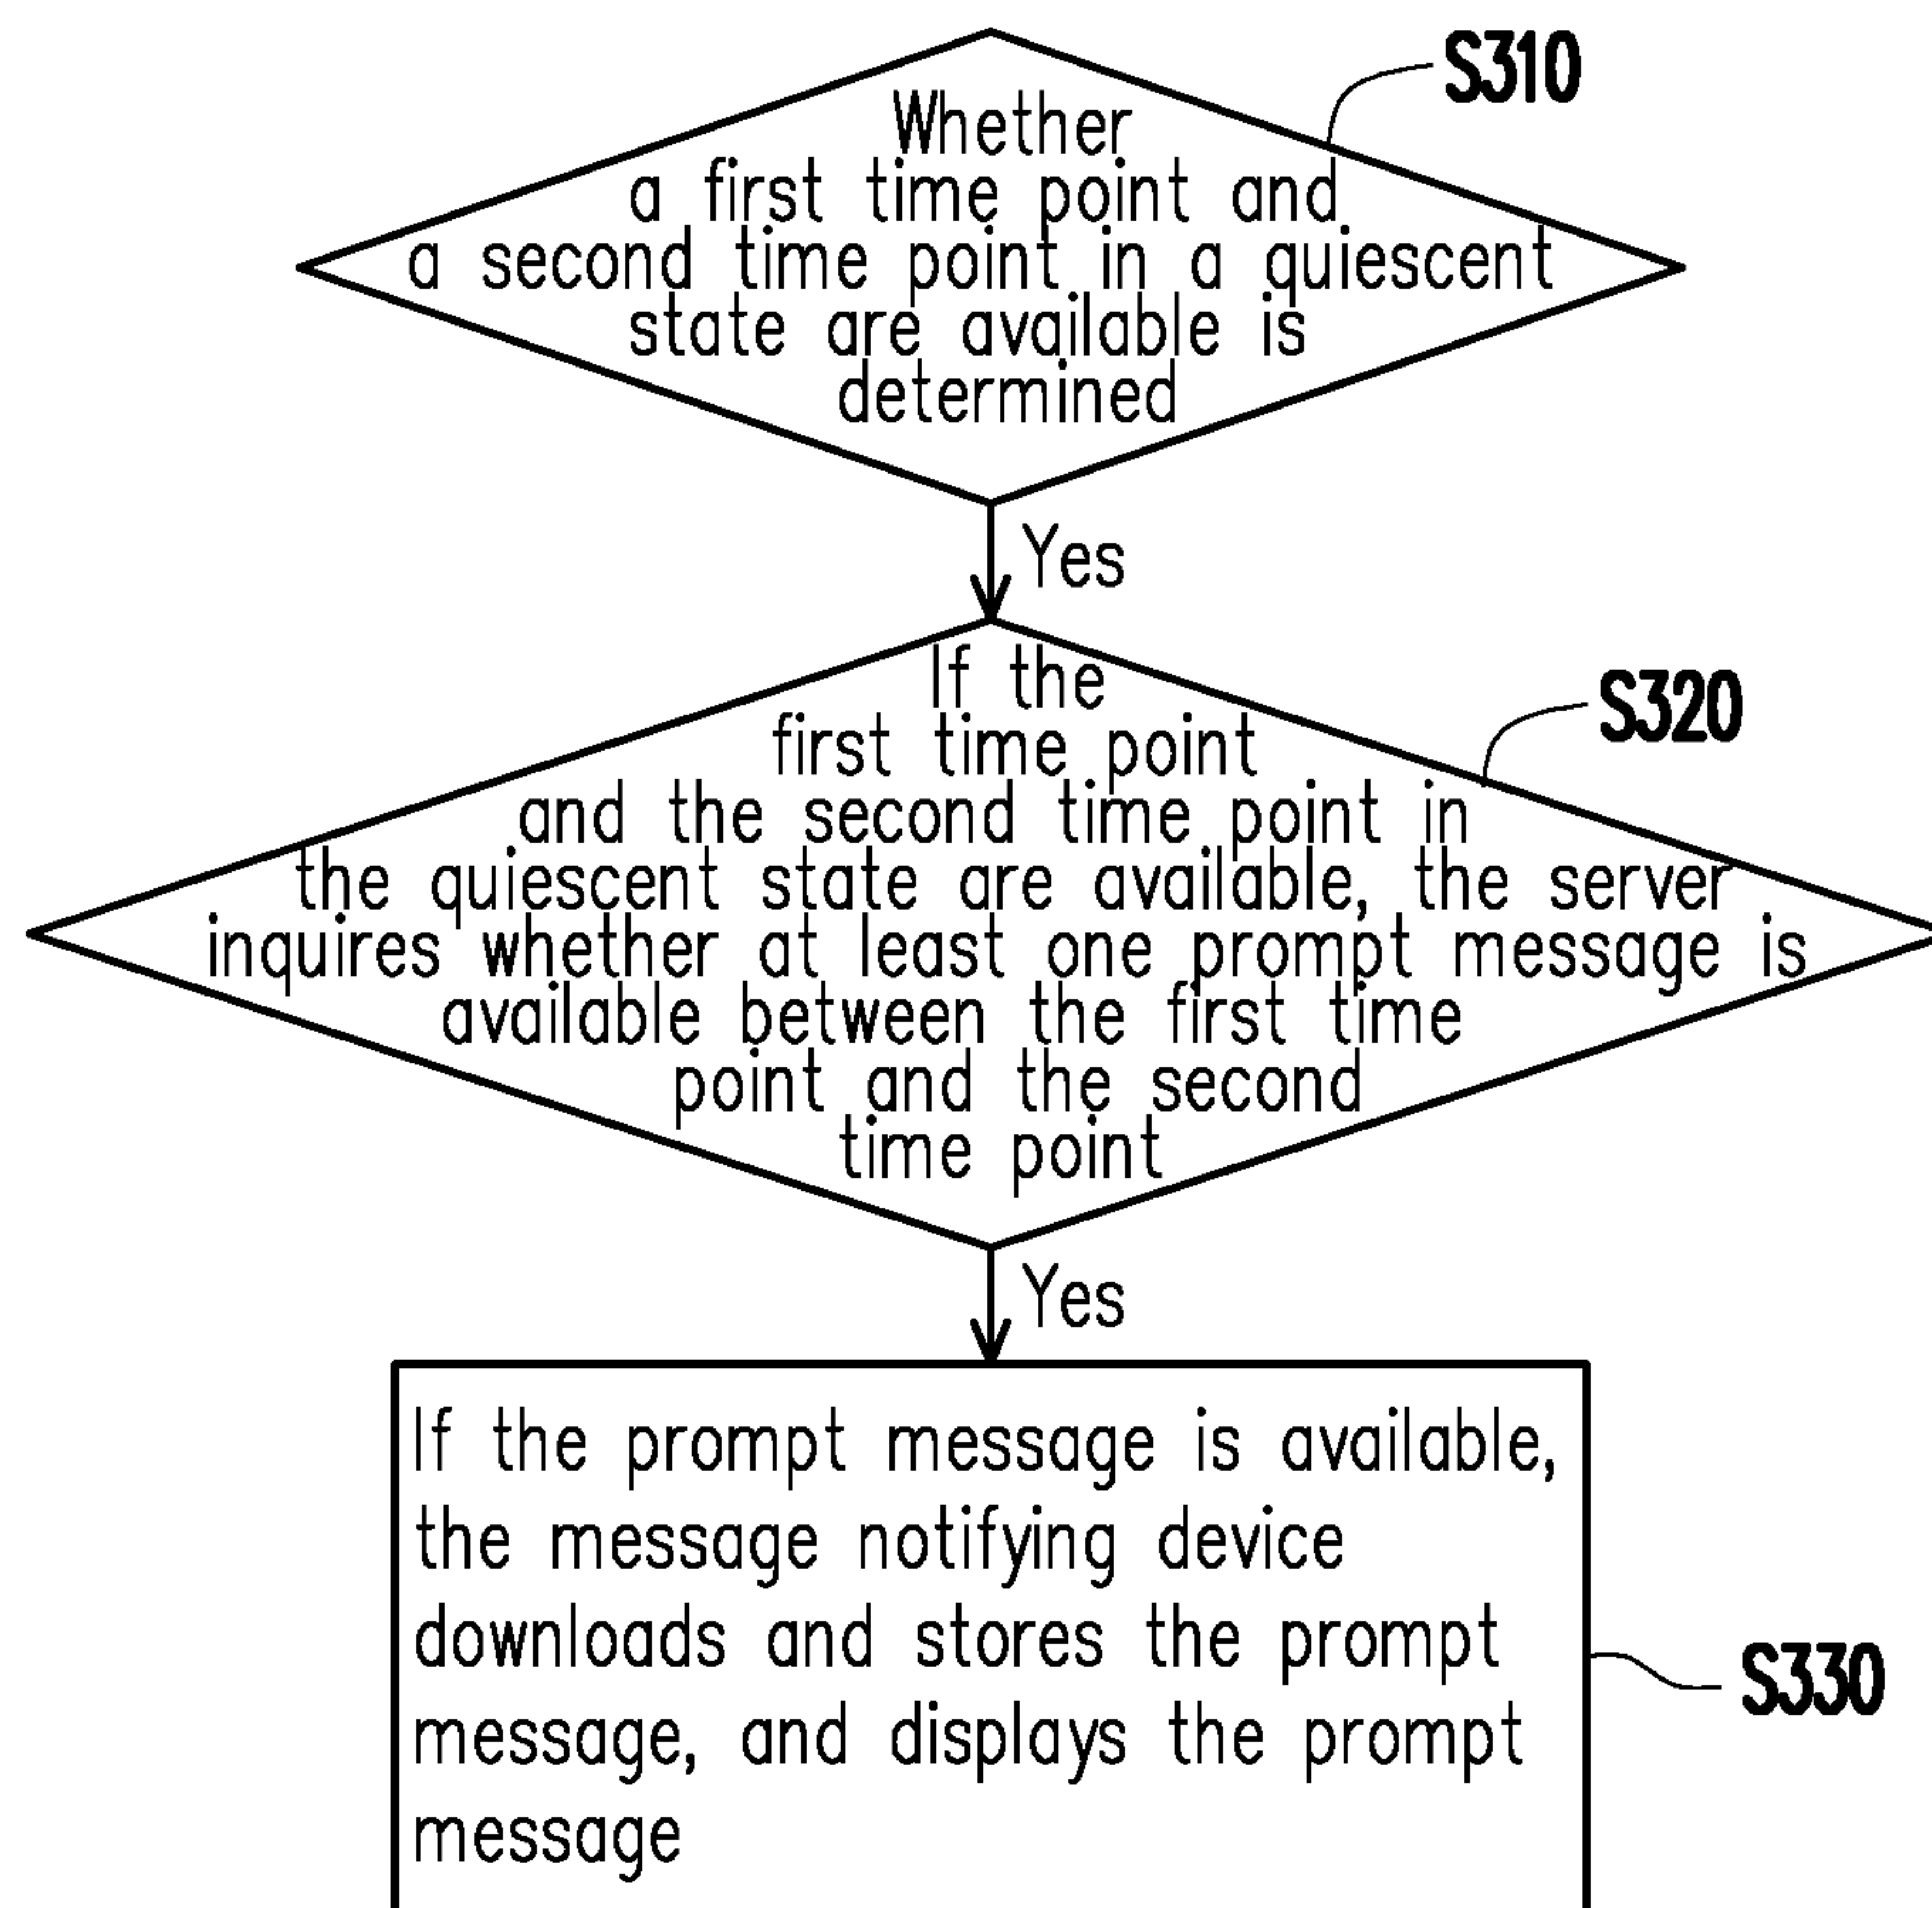 S310
Whether
a first time point and
a second time point in a quiescent
state are available is
determined
Yes
S320
If the
first time point
and the second time point in
the quiescent state are available, the server
inquires whether at least one prompt message is
available between the first time
point and the second
time point
Yes
If the prompt message is available,
the message notifying device
downloads and stores the prompt
message, and displays the prompt
message
S330